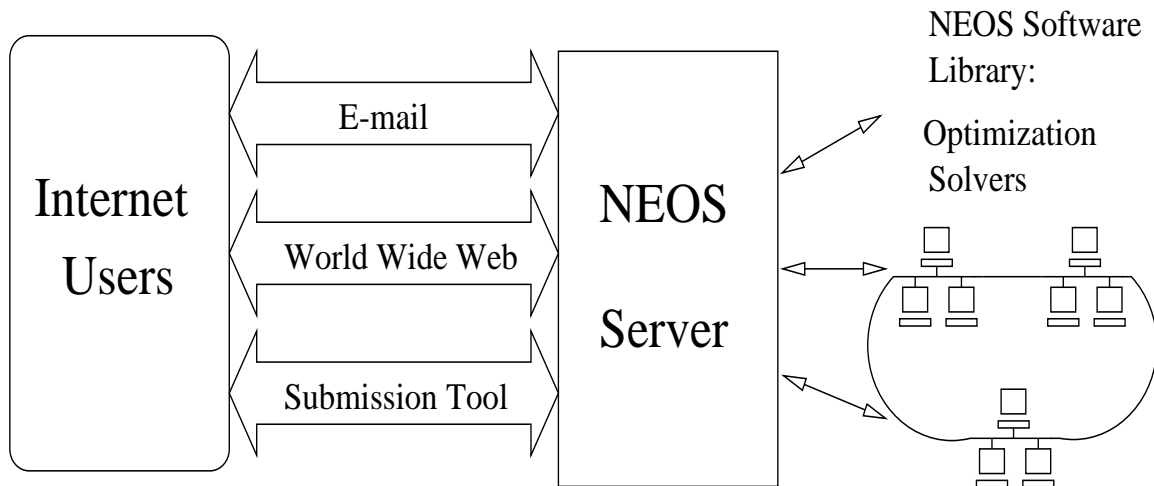 Internet
Users
E-mail
World Wide Web
Submission Tool
NEOS
Server
NEOS Software
Library:
Optimization
Solvers